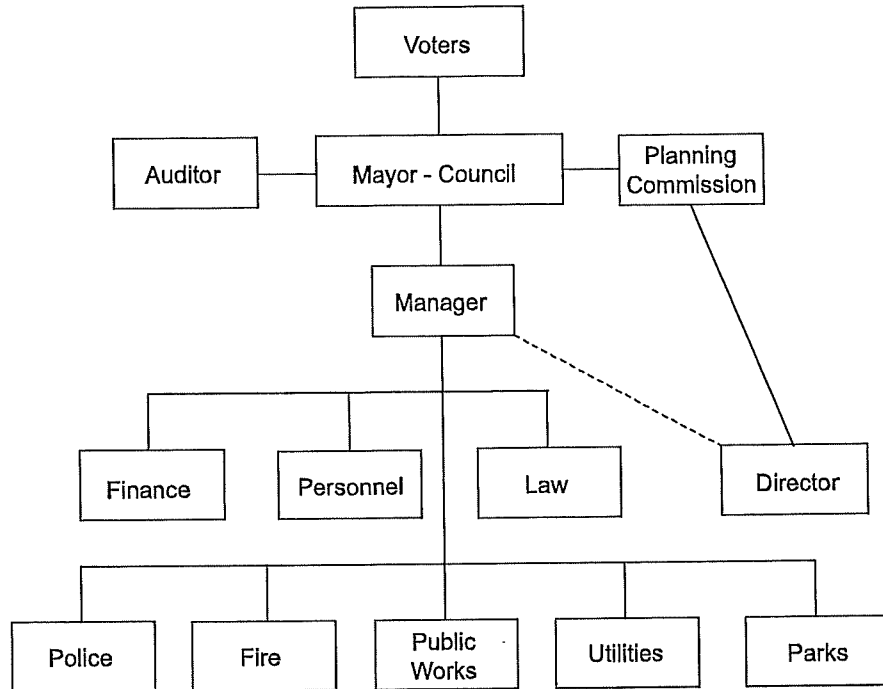 Voters
Auditor
Mayor - Council
Planning
Commission
Manager
Finance
Personnel
Law
Director
Police
Fire
Public
Works
Utilities
Parks